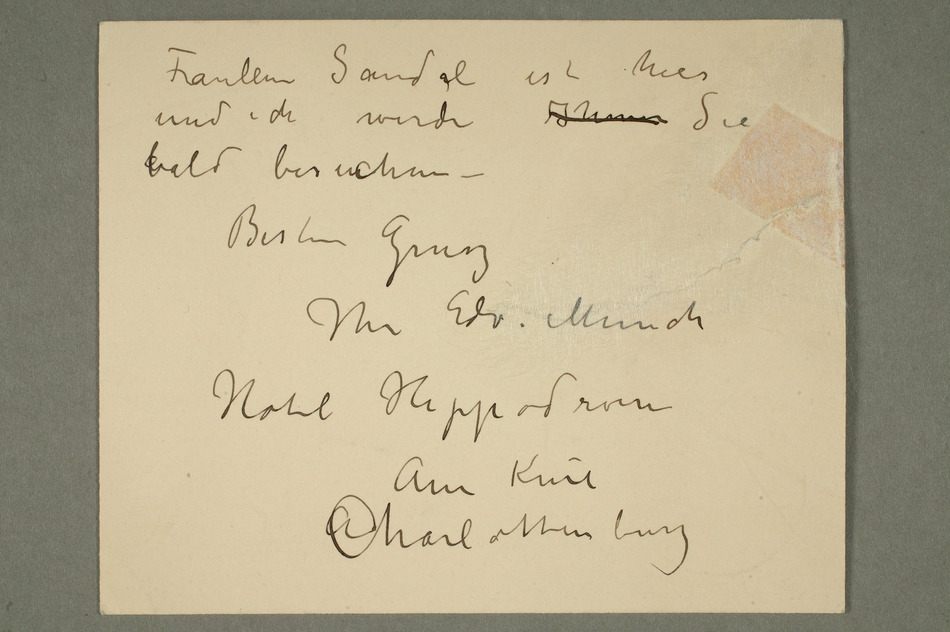 Fraulein Sandal ist hier
und ich werde Ihnen Sie
bald besuchen –
Besten Grusz
Ihr Edv. Munch
Hotel Hippodrom
Am Knie
Charlottenburg